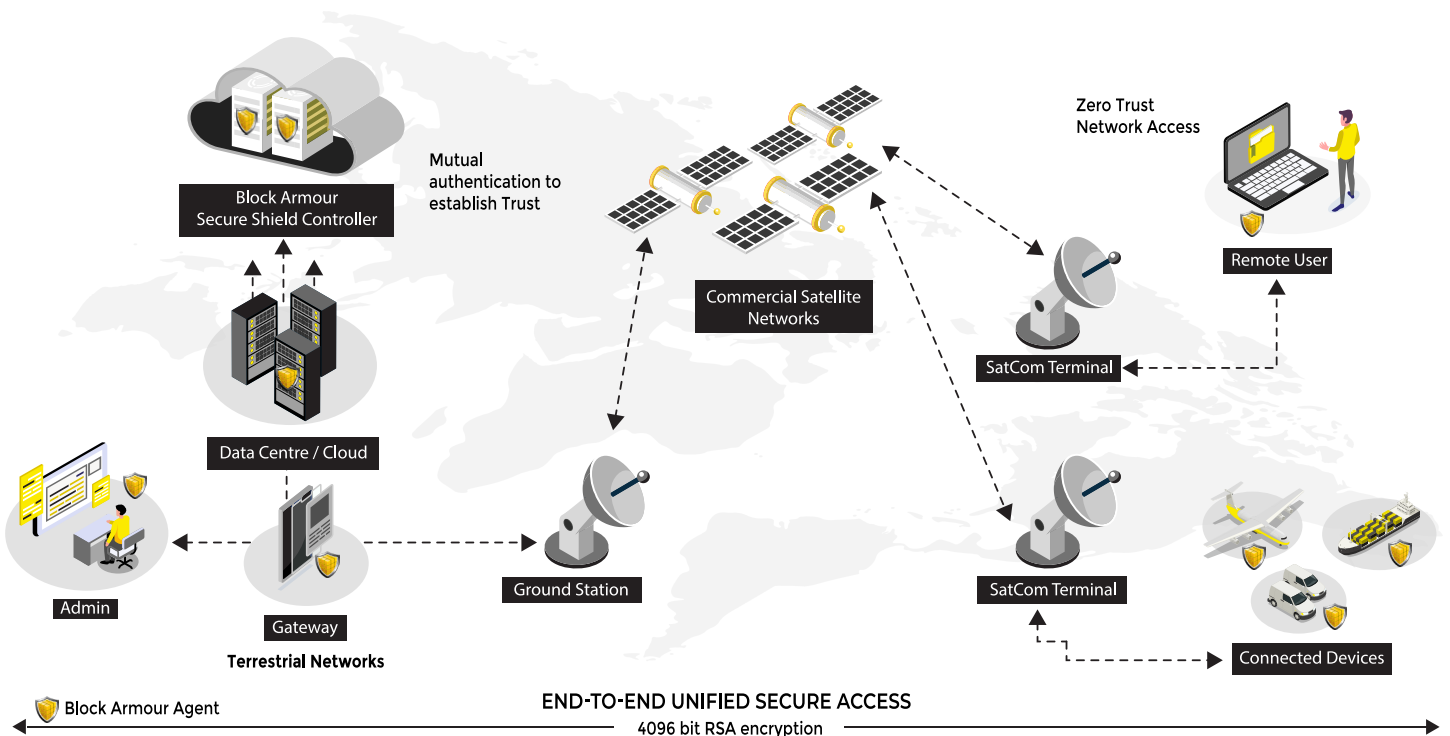 Block Armour
Secure Shield Controller
Mutual
authentication to
establish Trust
Zero Trust
Network Access
Remote User
Commercial Satellite
Networks
SatCom Terminal
Data Centre / Cloud
Admin
Gateway
Terrestrial Networks
Ground Station
SatCom Terminal
Connected Devices
Block Armour Agent
END-TO-END UNIFIED SECURE ACCESS
4096 bit RSA encryption